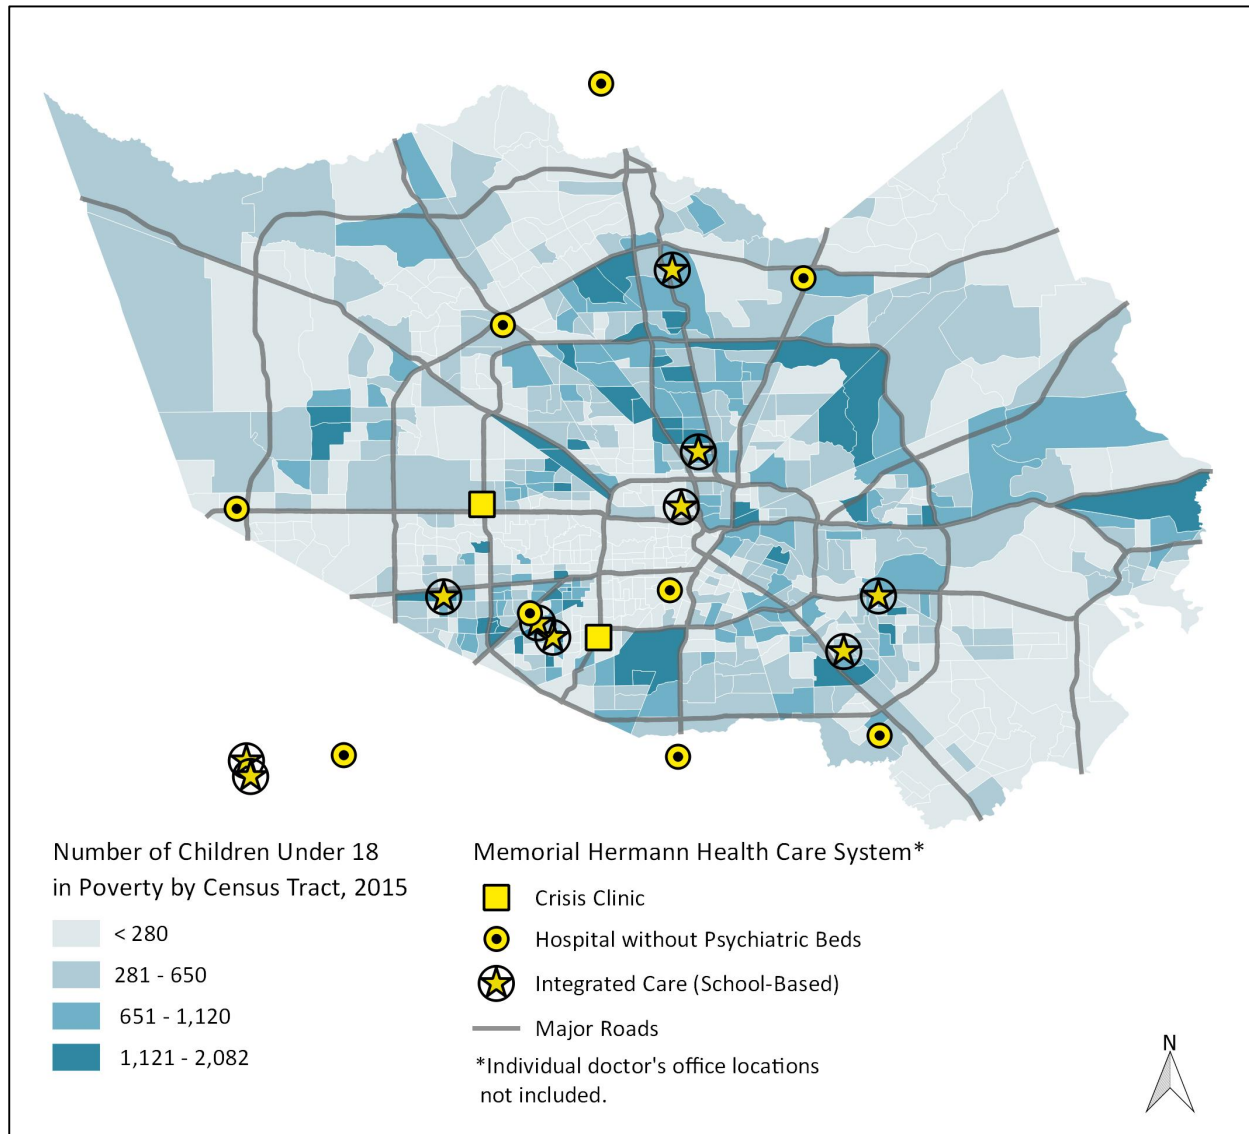 Number of Children Under 18
in Poverty by Census Tract, 2015
< 280
281 - 650
651 - 1,120
1,121 - 2,082
Memorial Hermann Health Care System*
Crisis Clinic
Hospital without Psychiatric Beds
Integrated Care (School-Based)
Major Roads
*Individual doctor's office locations
not included.
N